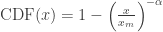 CDF(x) = 1 − (x/x_m)^{−α}